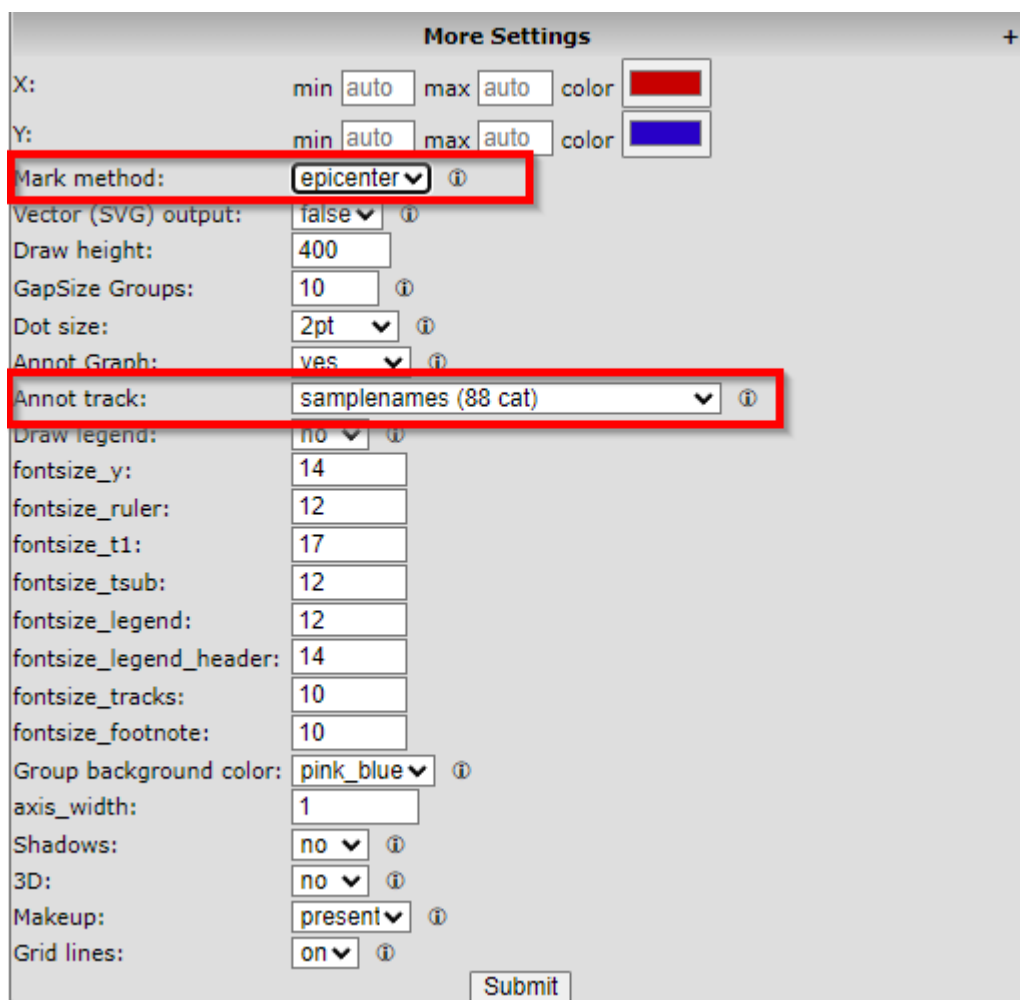 More Settings +
X: min auto max auto color
Y: min auto max auto color
Mark method: epicenter ⓘ
Vector (SVG) output: false ⓘ
Draw height: 400
GapSize Groups: 10 ⓘ
Dot size: 2pt ⓘ
Annot Graph: yes ⓘ
Annot track: samplenames (88 cat) ⓘ
Draw legend: no ⓘ
fontsize_y: 14
fontsize_ruler: 12
fontsize_t1: 17
fontsize_tsub: 12
fontsize_legend: 12
fontsize_legend_header: 14
fontsize_tracks: 10
fontsize_footnote: 10
Group background color: pink_blue ⓘ
axis_width: 1
Shadows: no ⓘ
3D: no ⓘ
Makeup: present ⓘ
Grid lines: on ⓘ
Submit